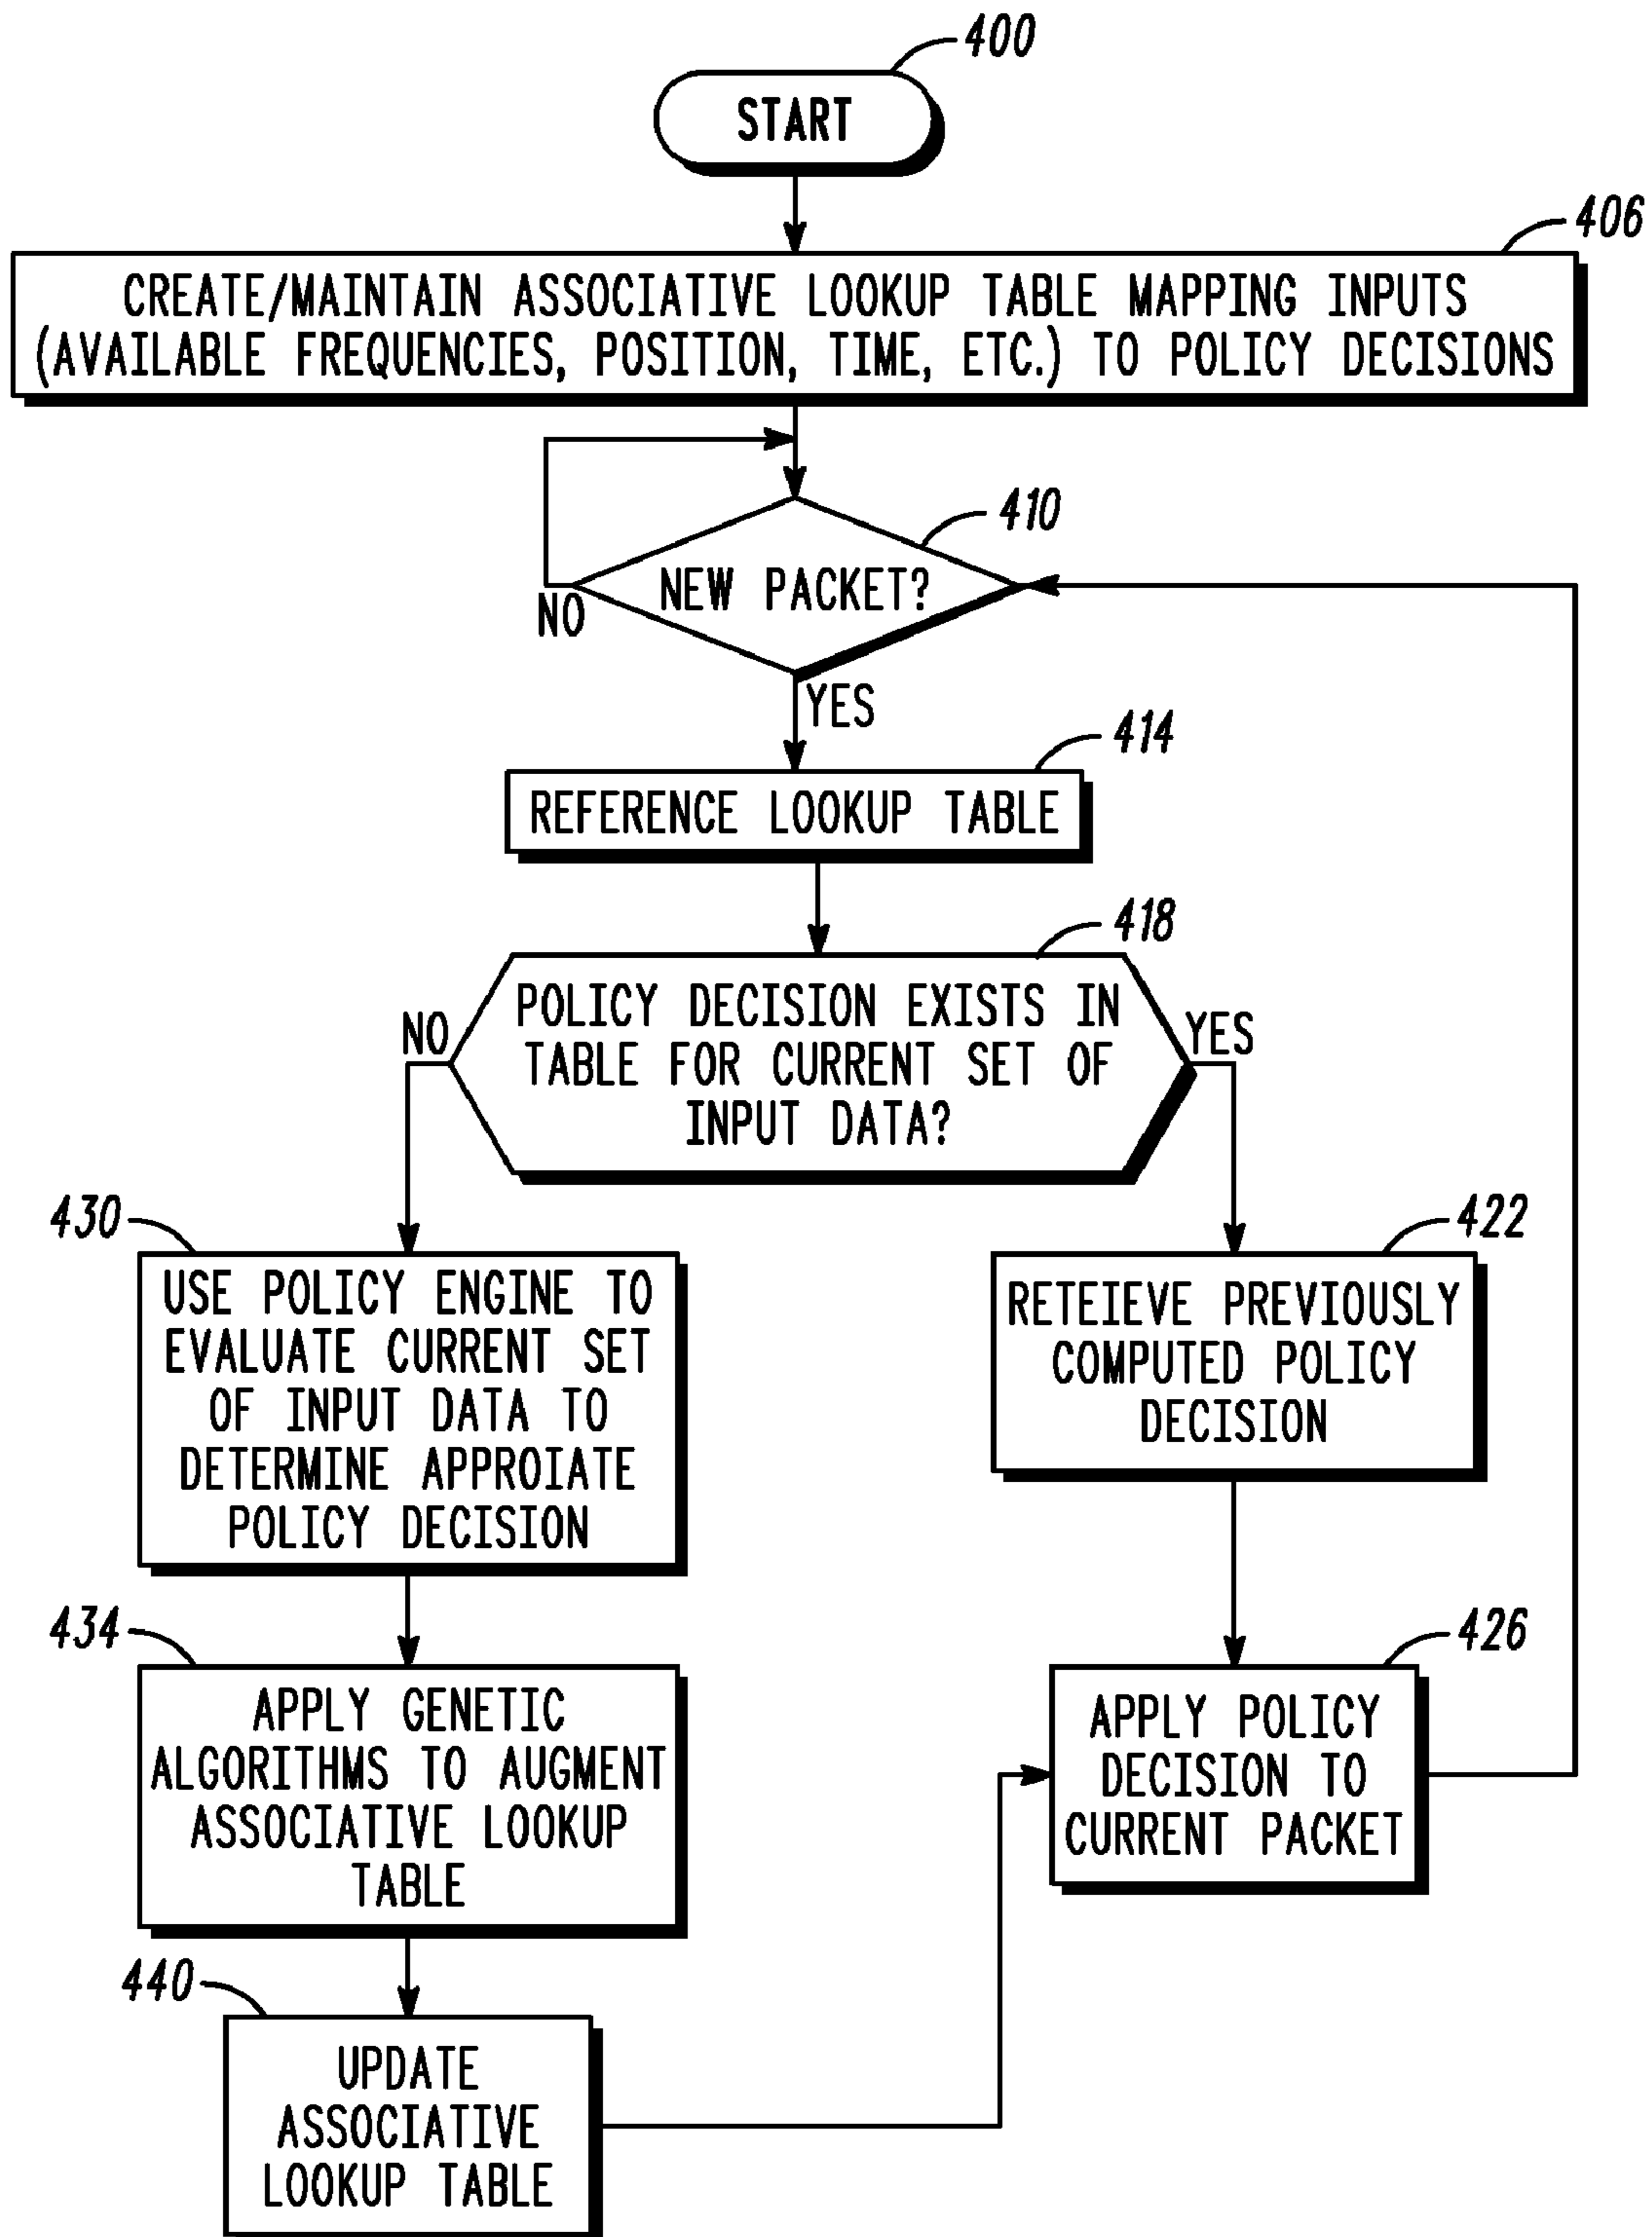 400
START
406
CREATE/MAINTAIN ASSOCIATIVE LOOKUP TABLE MAPPING INPUTS
(AVAILABLE FREQUENCIES, POSITION, TIME, ETC.) TO POLICY DECISIONS
410
NEW PACKET?
NO
YES
414
REFERENCE LOOKUP TABLE
418
POLICY DECISION EXISTS IN
TABLE FOR CURRENT SET OF
INPUT DATA?
NO
YES
430
USE POLICY ENGINE TO
EVALUATE CURRENT SET
OF INPUT DATA TO
DETERMINE APPROIATE
POLICY DECISION
422
RETEIEVE PREVIOUSLY
COMPUTED POLICY
DECISION
434
APPLY GENETIC
ALGORITHMS TO AUGMENT
ASSOCIATIVE LOOKUP
TABLE
426
APPLY POLICY
DECISION TO
CURRENT PACKET
440
UPDATE
ASSOCIATIVE
LOOKUP TABLE